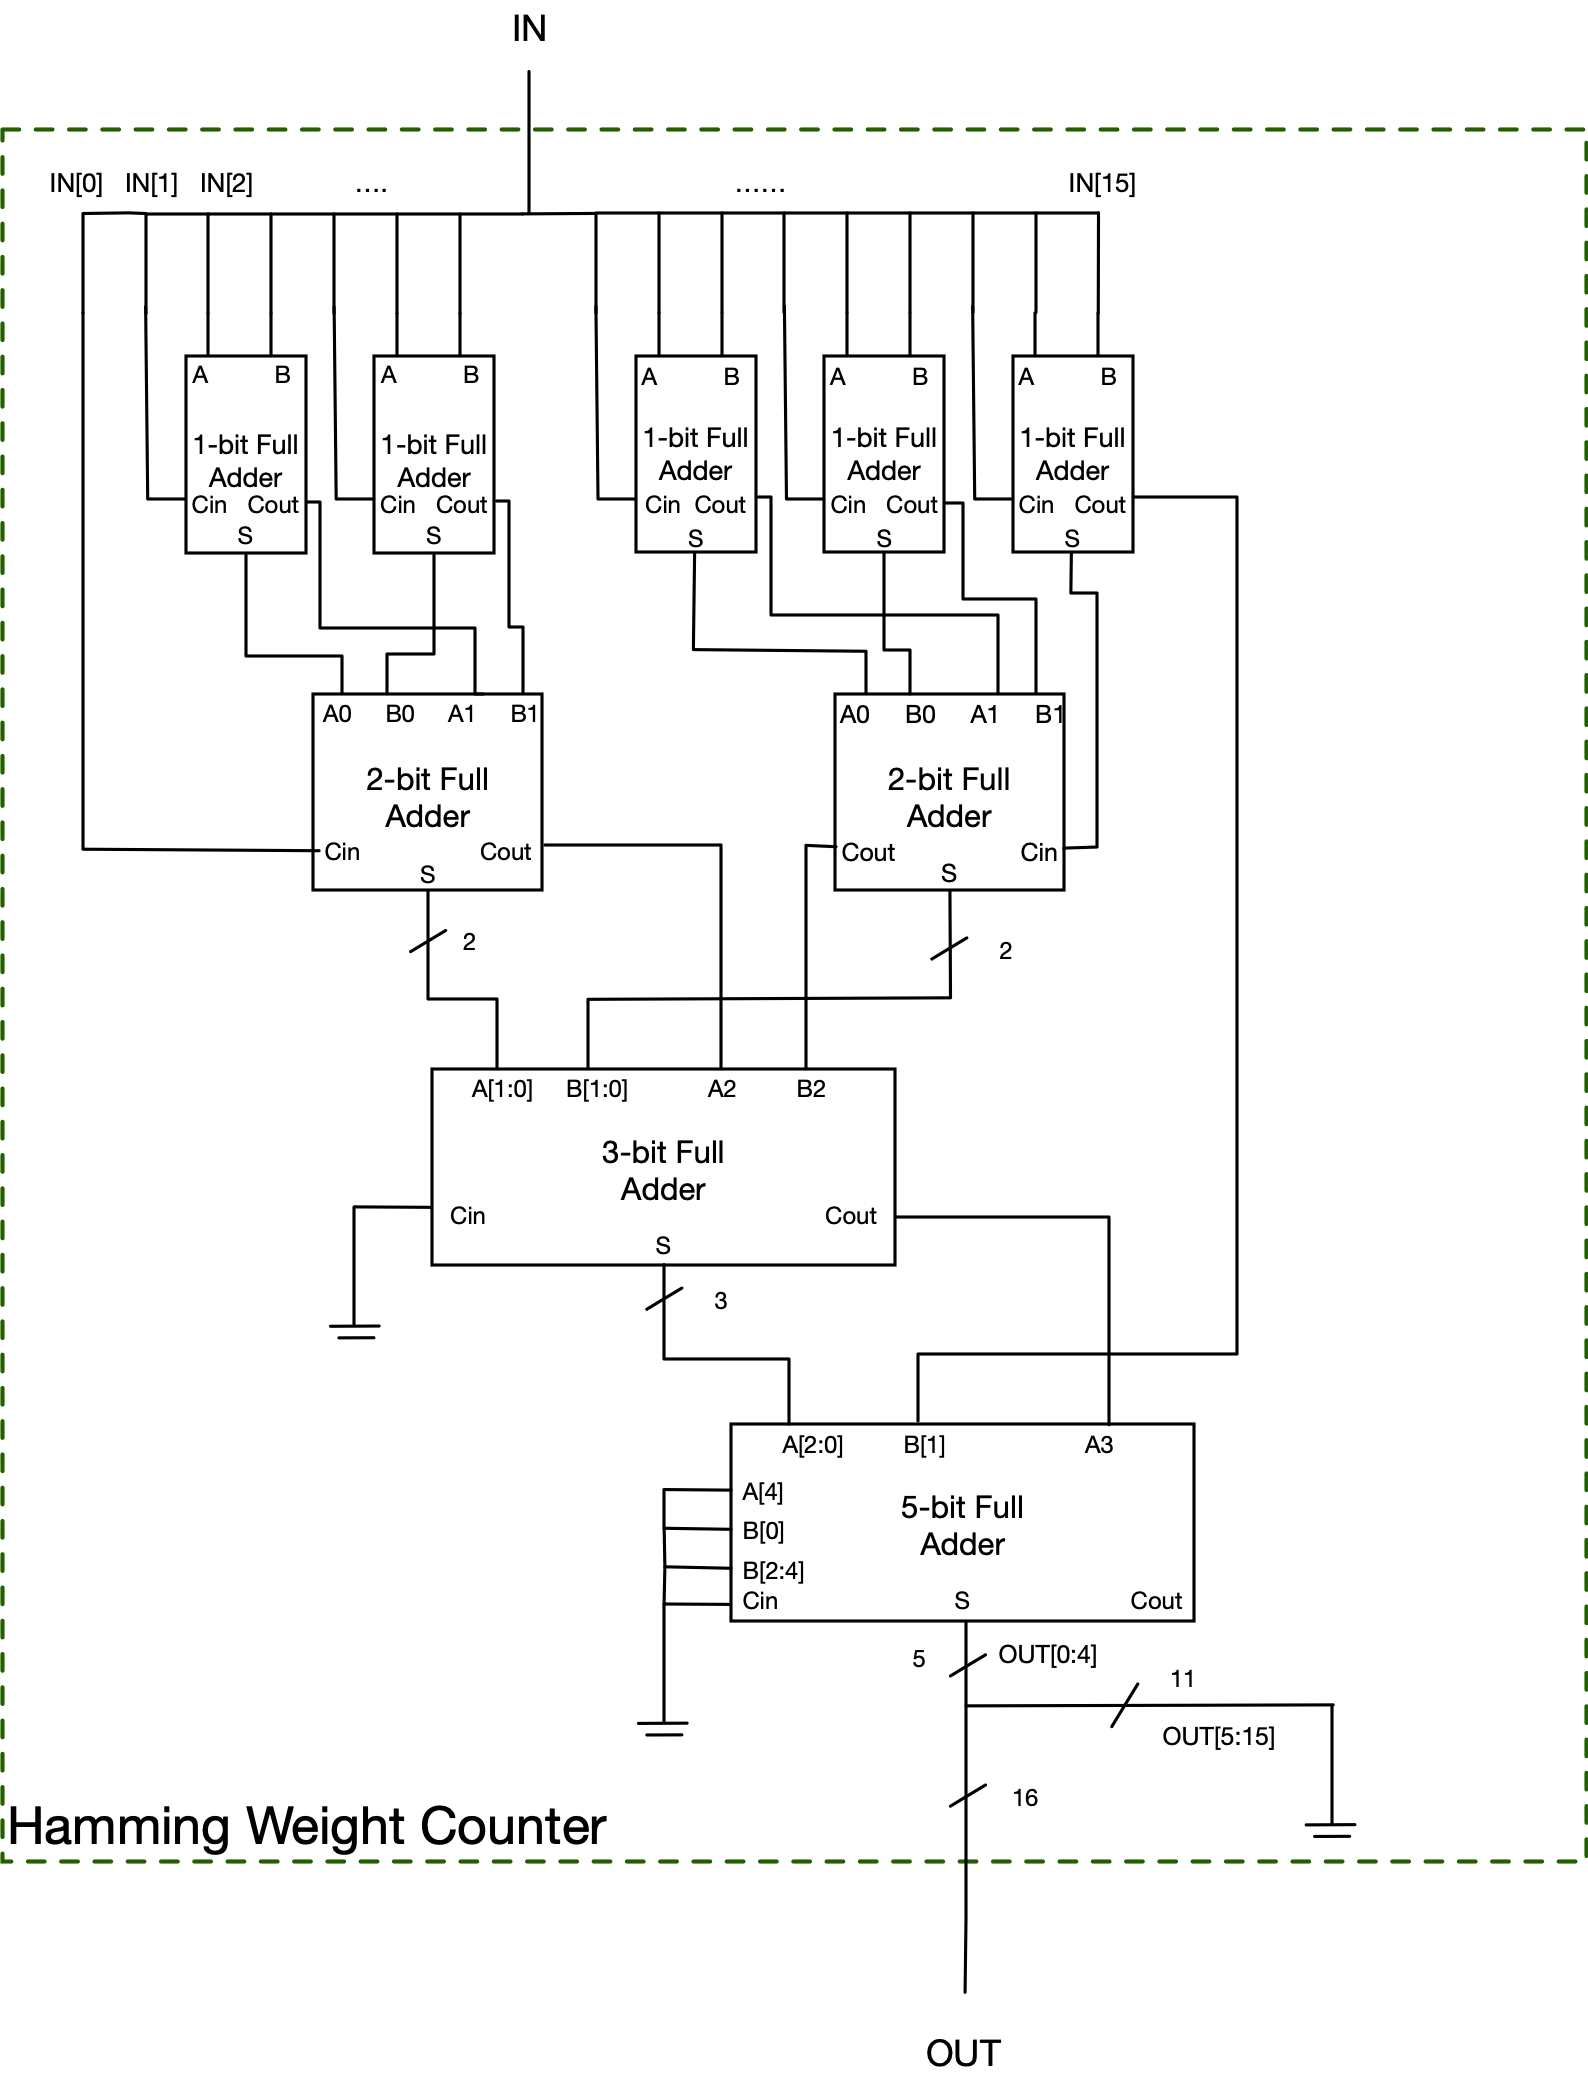 IN
IN[0] IN[1] IN[2] .... ...... IN[15]
A B A B A B A B A B
1-bit Full 1-bit Full 1-bit Full 1-bit Full 1-bit Full
Adder Adder Adder Adder Adder
Cin Cout Cin Cout Cin Cout Cin Cout Cin Cout
S S S S S
A0 B0 A1 B1 A0 B0 A1 B1
2-bit Full 2-bit Full
Adder Adder
Cin Cout Cout Cin
S S
2 2
A[1:0] B[1:0] A2 B2
3-bit Full
Adder
Cin Cout
S
3
A[2:0] B[1] A3
A[4]
5-bit Full
B[0]
Adder
B[2:4]
Cin S Cout
5 OUT[0:4]
11
OUT[5:15]
16
Hamming Weight Counter
OUT